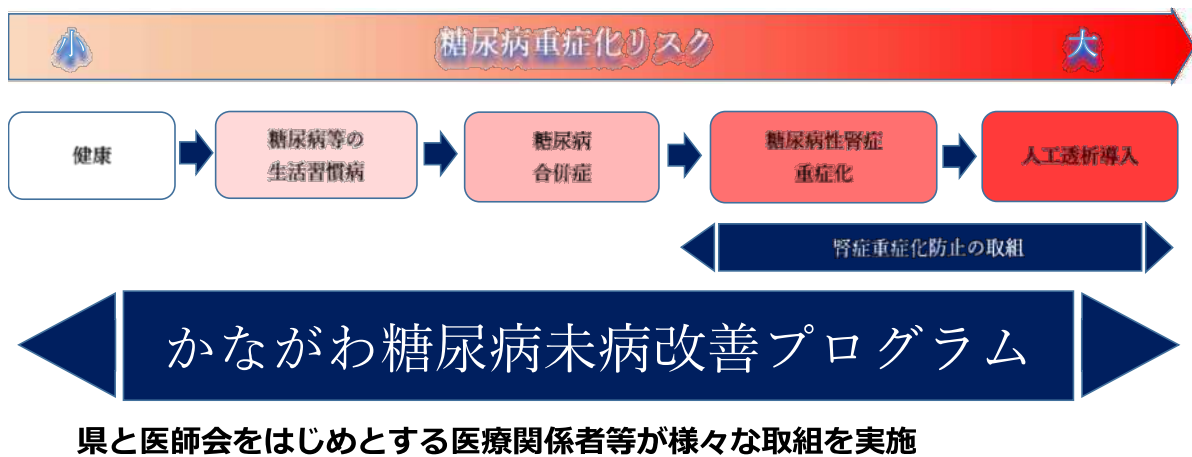 小 糖尿病重症化リスク 大
健康
糖尿病等の
生活習慣病
糖尿病
合併症
糖尿病性腎症
重症化
人工透析導入
腎症重症化防止の取組
かながわ糖尿病未病改善プログラム
県と医師会をはじめとする医療関係者等が様々な取組を実施